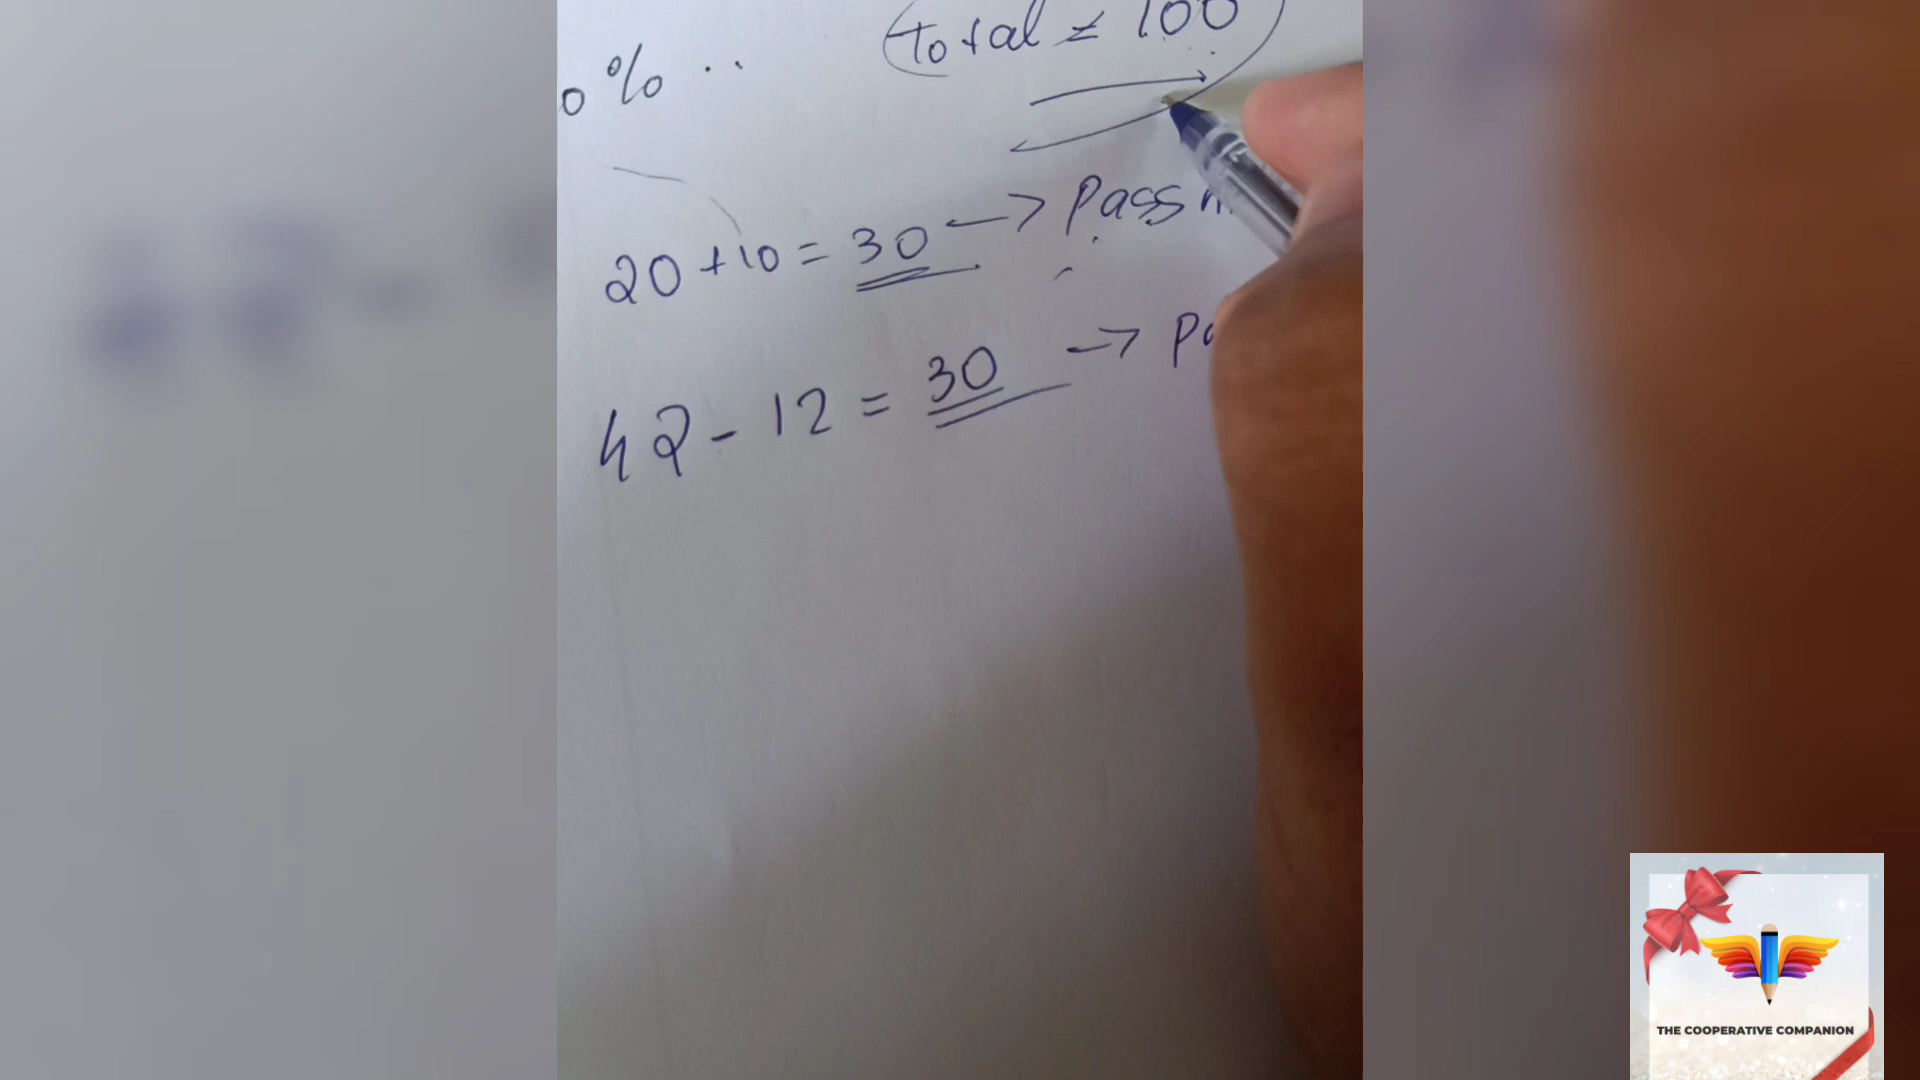 total = 100
0% ..
20 + 10 = 30 → Pass
42 - 12 = 30 →
THE COOPERATIVE COMPANION